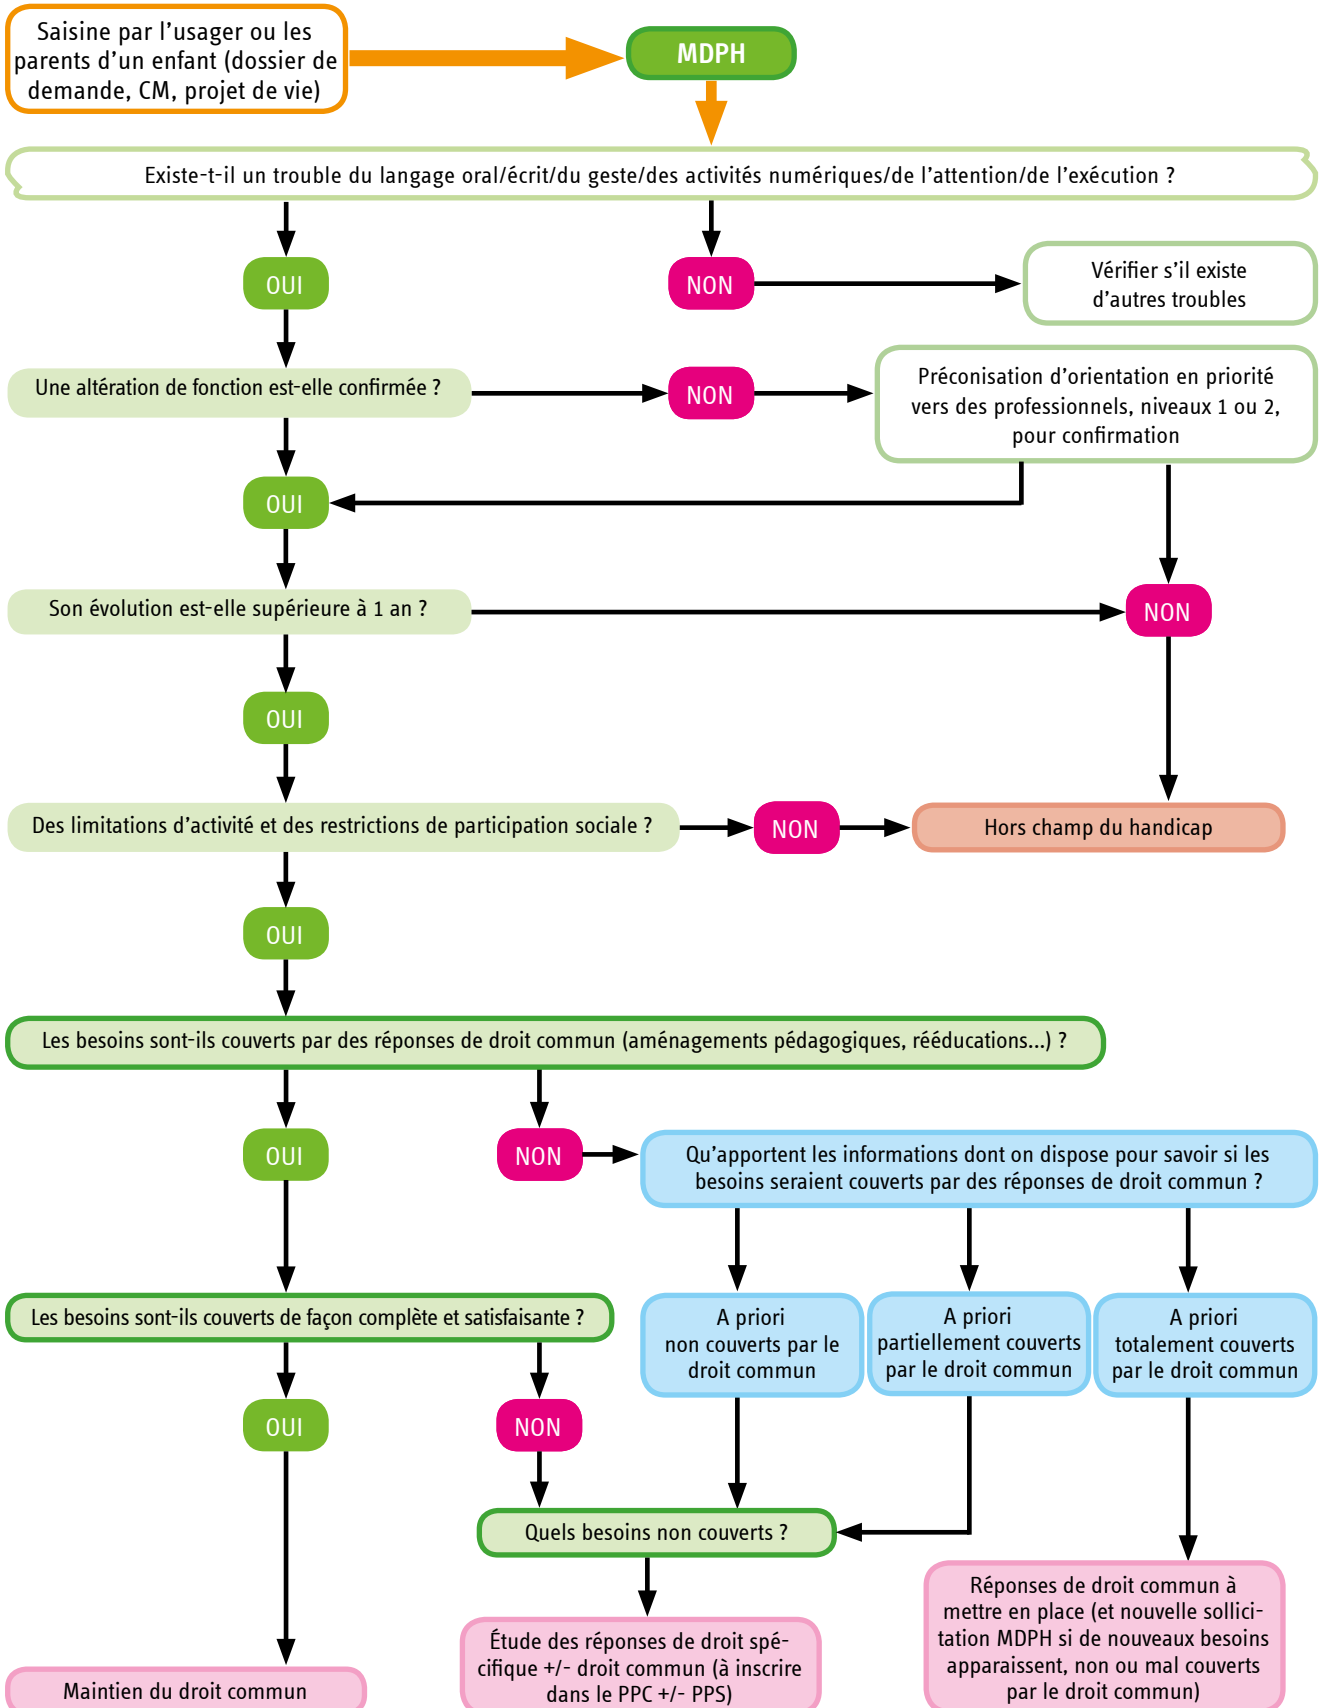 Saisine par l'usager ou les
parents d'un enfant (dossier de
demande, CM, projet de vie)
MDPH
Existe-t-il un trouble du langage oral/écrit/du geste/des activités numériques/de l'attention/de l'exécution ?
OUI
NON
Vérifier s'il existe
d'autres troubles
Une altération de fonction est-elle confirmée ?
NON
Préconisation d'orientation en priorité
vers des professionnels, niveaux 1 ou 2,
pour confirmation
OUI
Son évolution est-elle supérieure à 1 an ?
NON
OUI
Des limitations d'activité et des restrictions de participation sociale ?
NON
Hors champ du handicap
OUI
Les besoins sont-ils couverts par des réponses de droit commun (aménagements pédagogiques, rééducations...) ?
OUI
NON
Qu'apportent les informations dont on dispose pour savoir si les
besoins seraient couverts par des réponses de droit commun ?
Les besoins sont-ils couverts de façon complète et satisfaisante ?
A priori
non couverts par le
droit commun
A priori
partiellement couverts
par le droit commun
A priori
totalement couverts
par le droit commun
OUI
NON
Quels besoins non couverts ?
Maintien du droit commun
Étude des réponses de droit spé-
cifique +/- droit commun (à inscrire
dans le PPC +/- PPS)
Réponses de droit commun à
mettre en place (et nouvelle sollici-
tation MDPH si de nouveaux besoins
apparaissent, non ou mal couverts
par le droit commun)